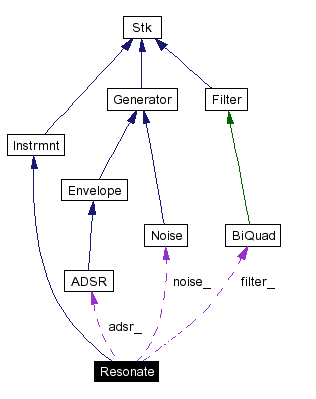 Stk
Generator
Filter
Instrmnt
Envelope
Noise
BiQuad
ADSR
noise_
filter_
adsr_
Resonate